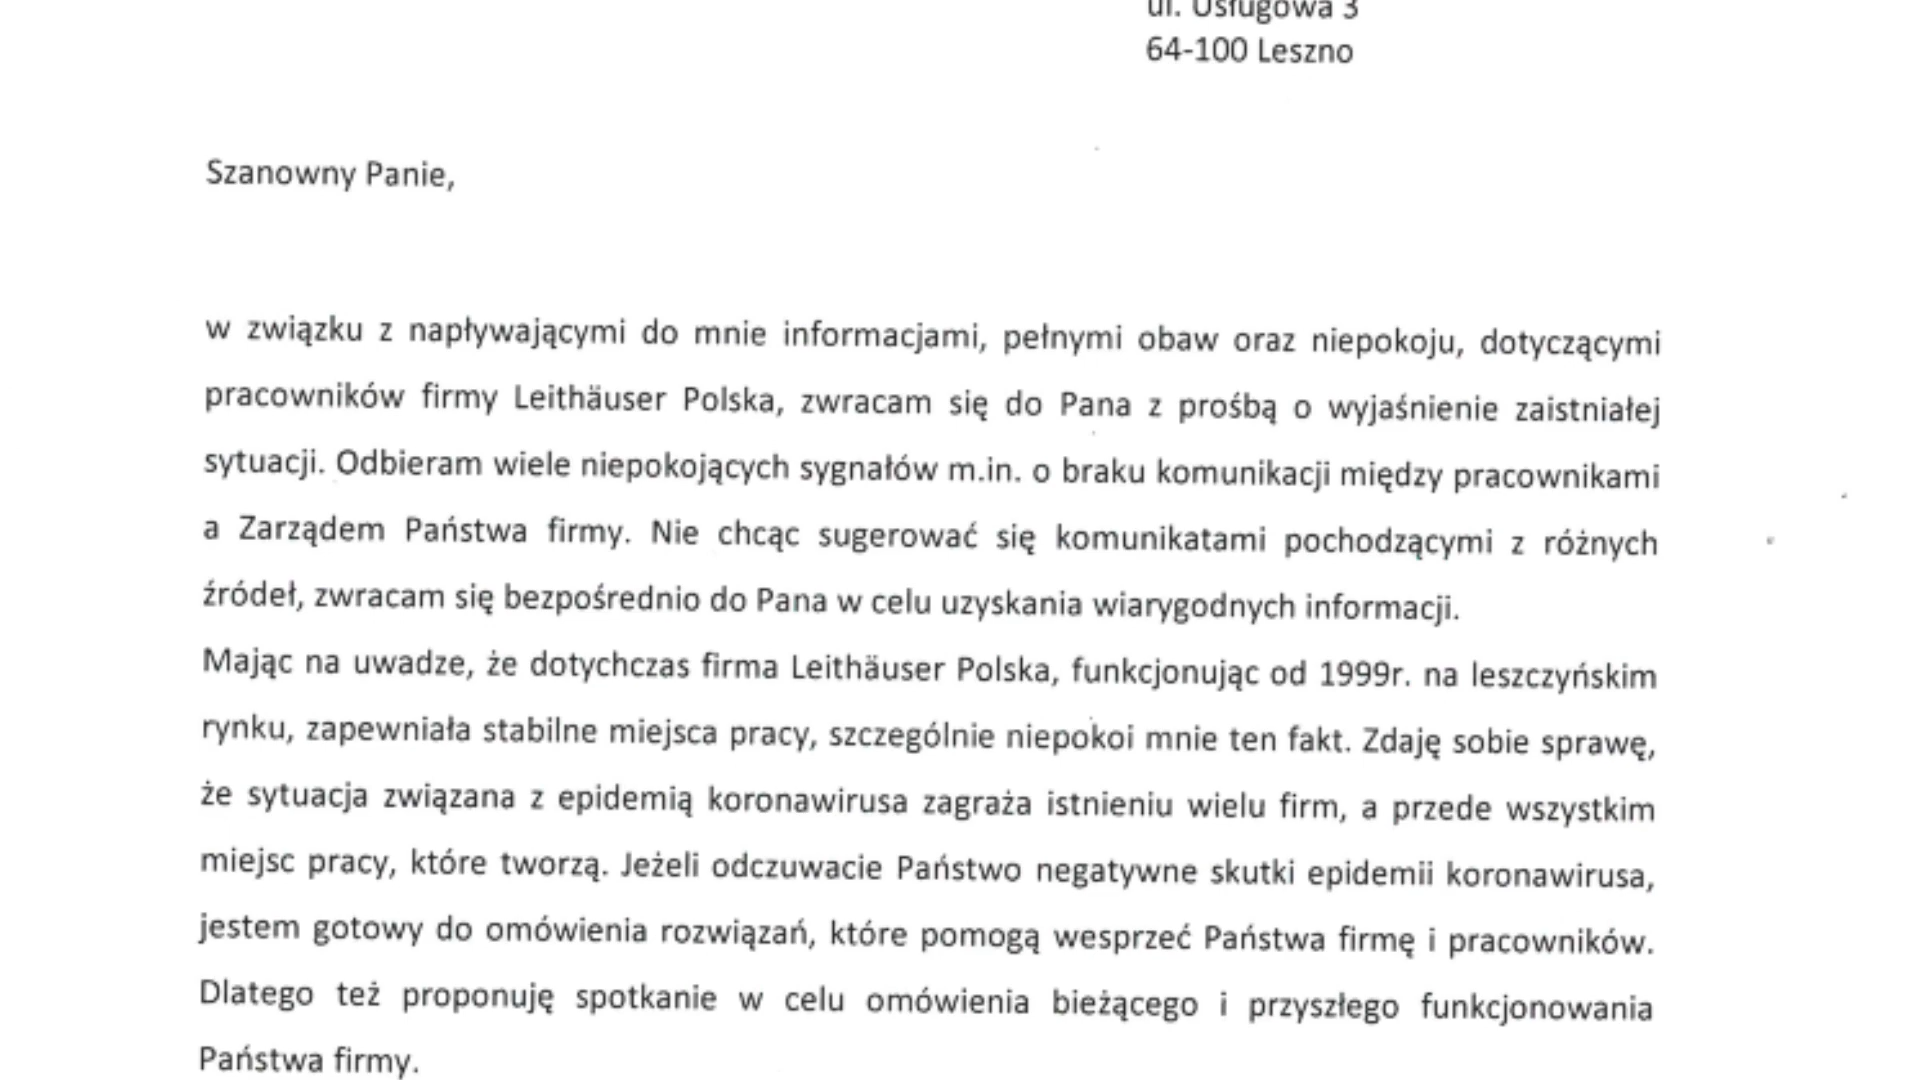 ul. Usługowa 3
64-100 Leszno
Szanowny Panie,
w związku z napływającymi do mnie informacjami, pełnymi obaw oraz niepokoju, dotyczącymi
pracowników firmy Leithäuser Polska, zwracam się do Pana z prośbą o wyjaśnienie zaistniałej
sytuacji. Odbieram wiele niepokojących sygnałów m.in. o braku komunikacji między pracownikami
a Zarządem Państwa firmy. Nie chcąc sugerować się komunikatami pochodzącymi z różnych
źródeł, zwracam się bezpośrednio do Pana w celu uzyskania wiarygodnych informacji.
Mając na uwadze, że dotychczas firma Leithäuser Polska, funkcjonując od 1999r. na leszczyńskim
rynku, zapewniała stabilne miejsca pracy, szczególnie niepokoi mnie ten fakt. Zdaję sobie sprawę,
że sytuacja związana z epidemią koronawirusa zagraża istnieniu wielu firm, a przede wszystkim
miejsc pracy, które tworzą. Jeżeli odczuwacie Państwo negatywne skutki epidemii koronawirusa,
jestem gotowy do omówienia rozwiązań, które pomogą wesprzeć Państwa firmę i pracowników.
Dlatego też proponuję spotkanie w celu omówienia bieżącego i przyszłego funkcjonowania
Państwa firmy.